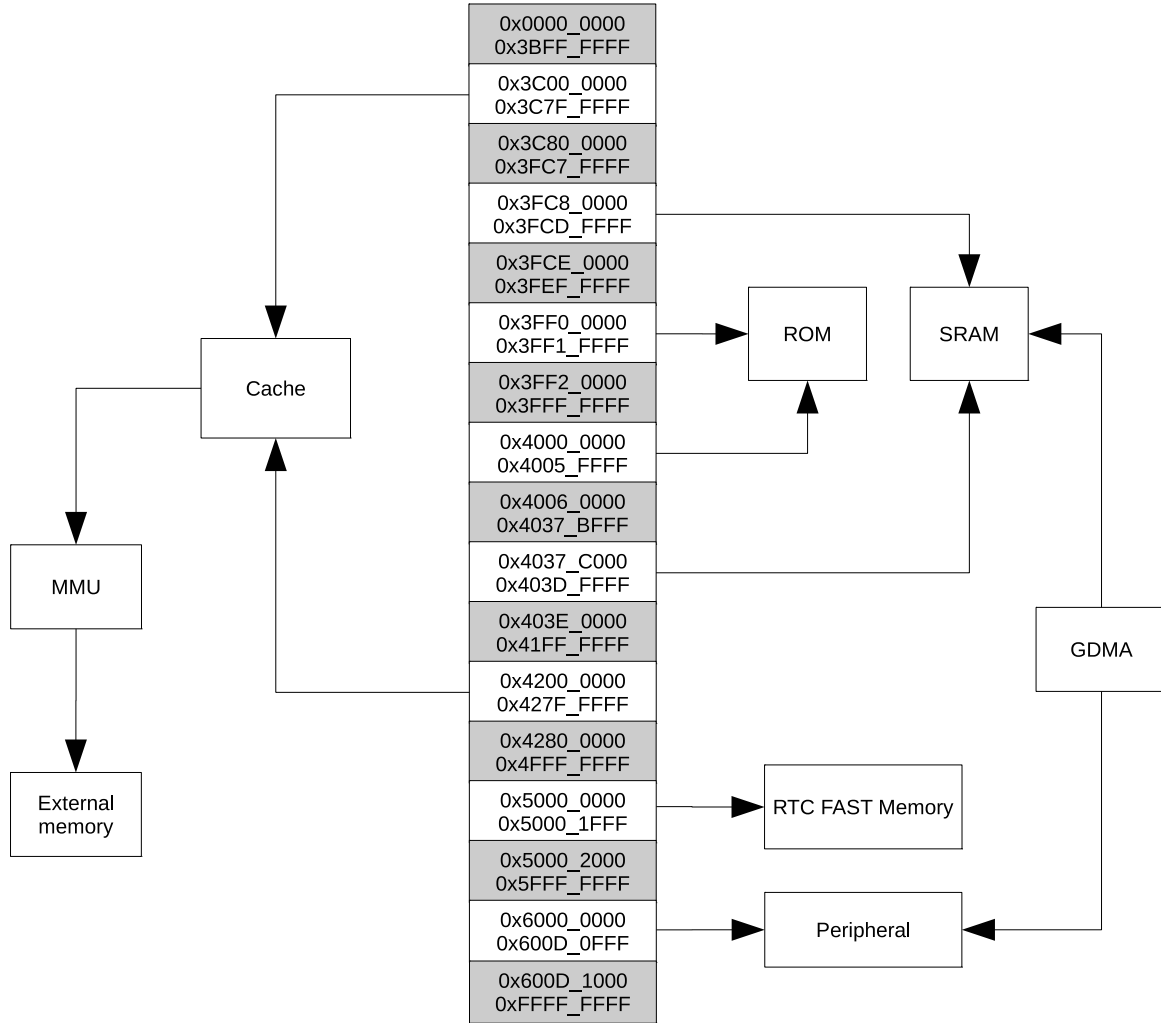 0x0000_0000
0x3BFF_FFFF
0x3C00_0000
0x3C7F_FFFF
0x3C80_0000
0x3FC7_FFFF
0x3FC8_0000
0x3FCD_FFFF
0x3FCE_0000
0x3FEF_FFFF
0x3FF0_0000
0x3FF1_FFFF
0x3FF2_0000
0x3FFF_FFFF
0x4000_0000
0x4005_FFFF
0x4006_0000
0x4037_BFFF
0x4037_C000
0x403D_FFFF
0x403E_0000
0x41FF_FFFF
0x4200_0000
0x427F_FFFF
0x4280_0000
0x4FFF_FFFF
0x5000_0000
0x5000_1FFF
0x5000_2000
0x5FFF_FFFF
0x6000_0000
0x600D_0FFF
0x600D_1000
0xFFFF_FFFF
Cache
MMU
External
memory
ROM
SRAM
GDMA
RTC FAST Memory
Peripheral